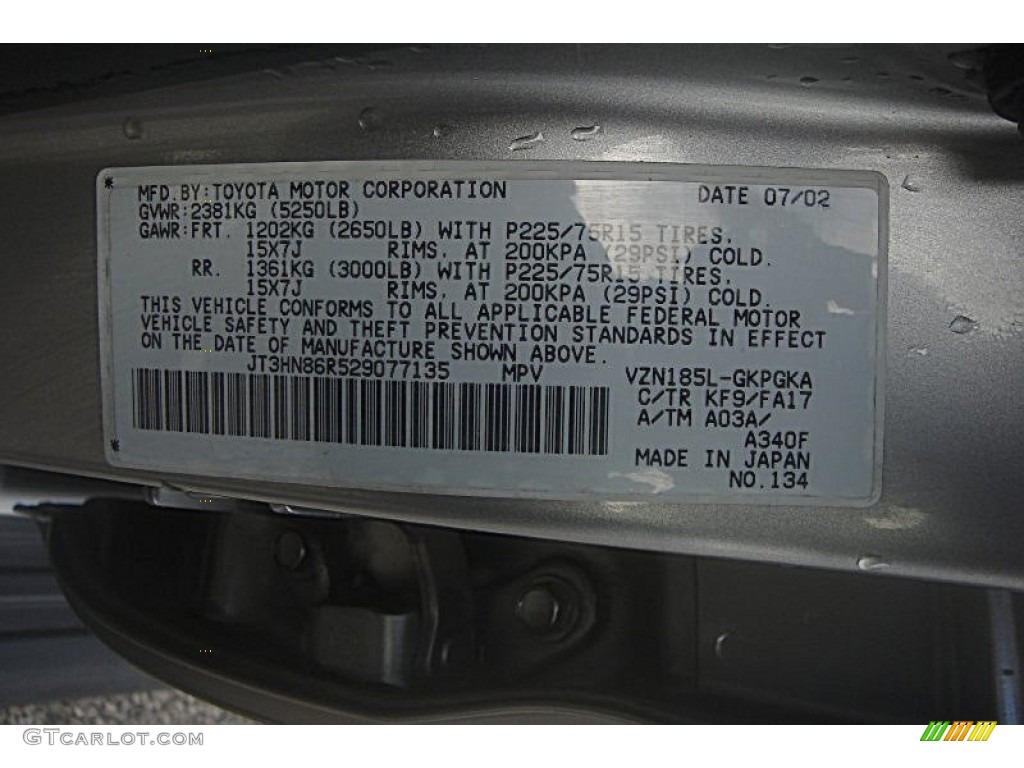 * MFD.BY:TOYOTA MOTOR CORPORATION DATE 07/02
GVWR:2381KG (5250LB)
GAWR:FRT. 1202KG (2650LB) WITH P225/75R15 TIRES,
15X7J RIMS, AT 200KPA (29PSI) COLD.
RR. 1361KG (3000LB) WITH P225/75R15 TIRES,
15X7J RIMS, AT 200KPA (29PSI) COLD.
THIS VEHICLE CONFORMS TO ALL APPLICABLE FEDERAL MOTOR
VEHICLE SAFETY AND THEFT PREVENTION STANDARDS IN EFFECT
ON THE DATE OF MANUFACTURE SHOWN ABOVE.
JT3HN86R529077135 MPV VZN185L-GKPGKA
C/TR KF9/FA17
A/TM A03A/
* A340F
MADE IN JAPAN
NO.134
GTCARLOT.COM